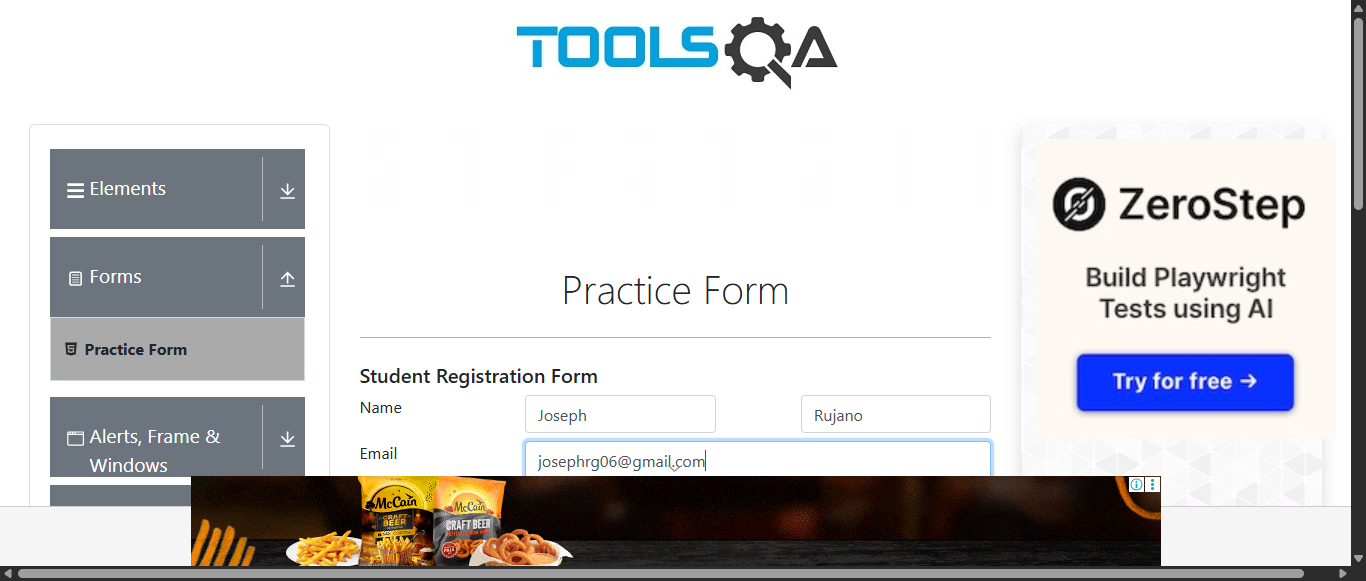 TOOLSQA
Elements
Forms
Practice Form
Alerts, Frame &
Windows
Practice Form
Student Registration Form
Name
Joseph
Rujano
Email
josephrg06@gmail.com
ZeroStep
Build Playwright
Tests using AI
Try for free →
McCain
CRAFT
BEER
McCain
CRAFT BEER